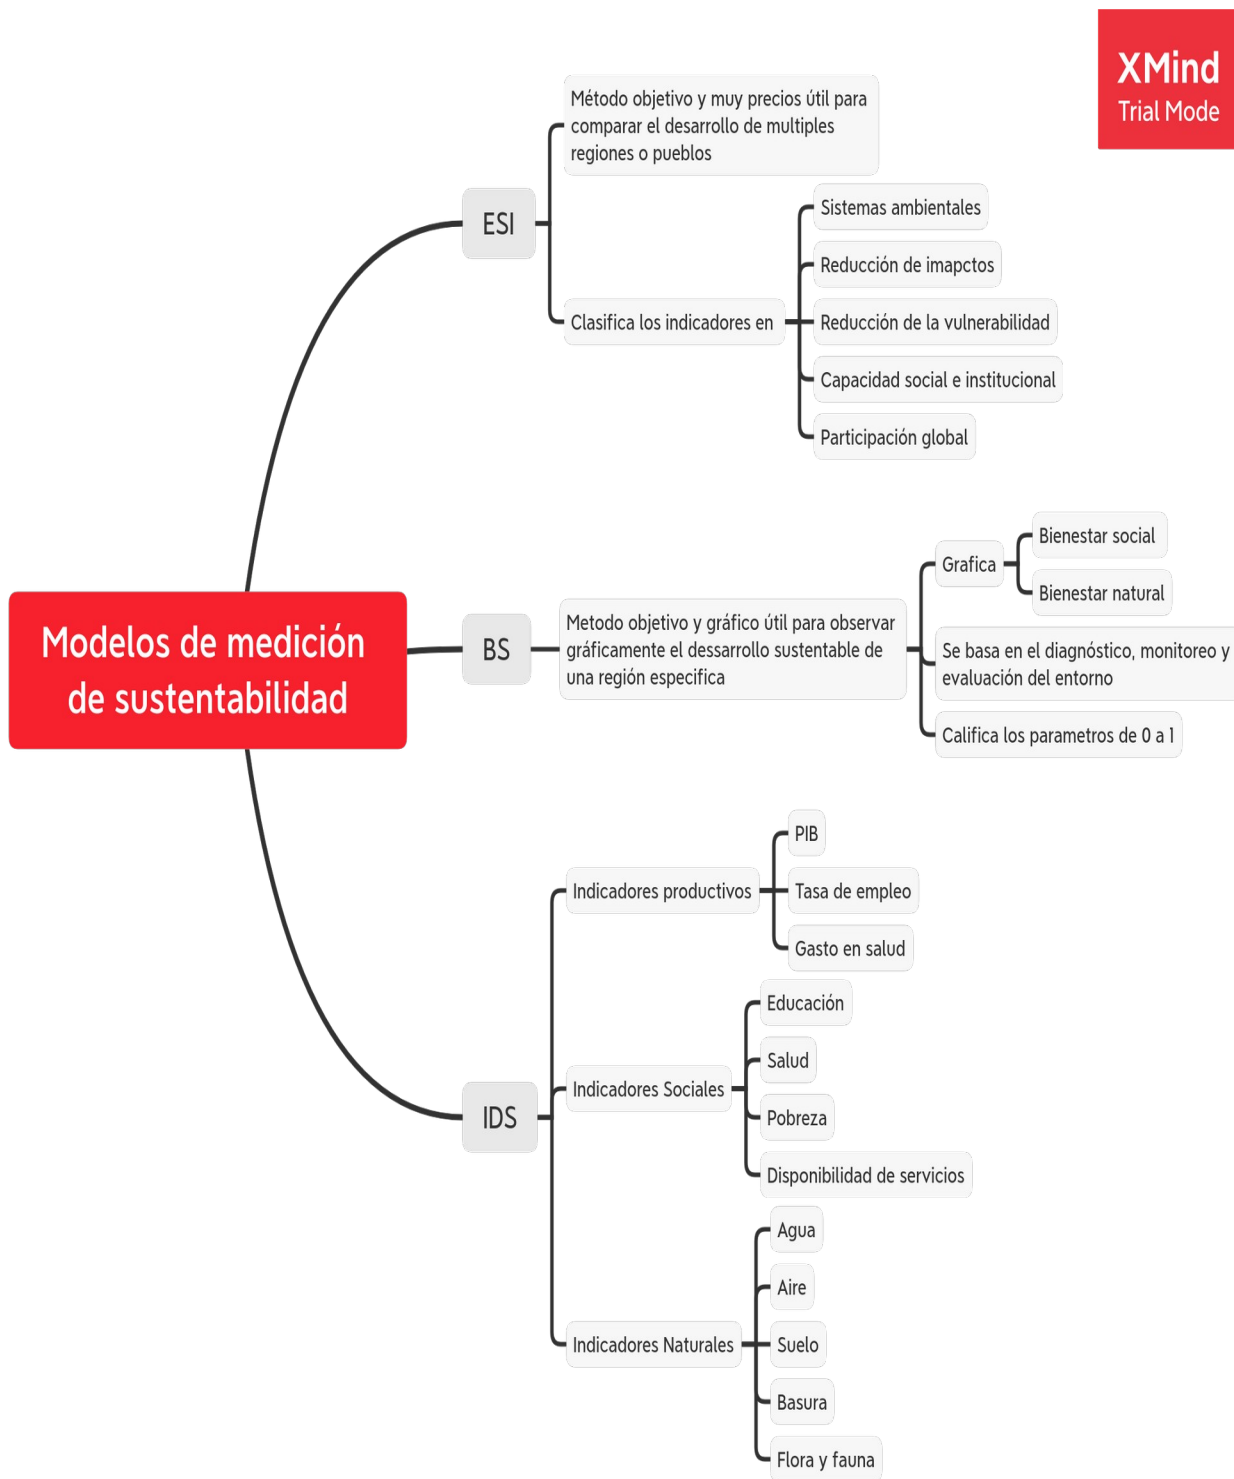 XMind
Trial Mode
Método objetivo y muy precios útil para
comparar el desarrollo de multiples
regiones o pueblos
ESI
Clasifica los indicadores en
Sistemas ambientales
Reducción de imapctos
Reducción de la vulnerabilidad
Capacidad social e institucional
Participación global
Modelos de medición
de sustentabilidad
BS
Metodo objetivo y gráfico útil para observar
gráficamente el dessarrollo sustentable de
una región especifica
Grafica
Bienestar social
Bienestar natural
Se basa en el diagnóstico, monitoreo y
evaluación del entorno
Califica los parametros de 0 a 1
IDS
Indicadores productivos
PIB
Tasa de empleo
Gasto en salud
Indicadores Sociales
Educación
Salud
Pobreza
Disponibilidad de servicios
Indicadores Naturales
Agua
Aire
Suelo
Basura
Flora y fauna